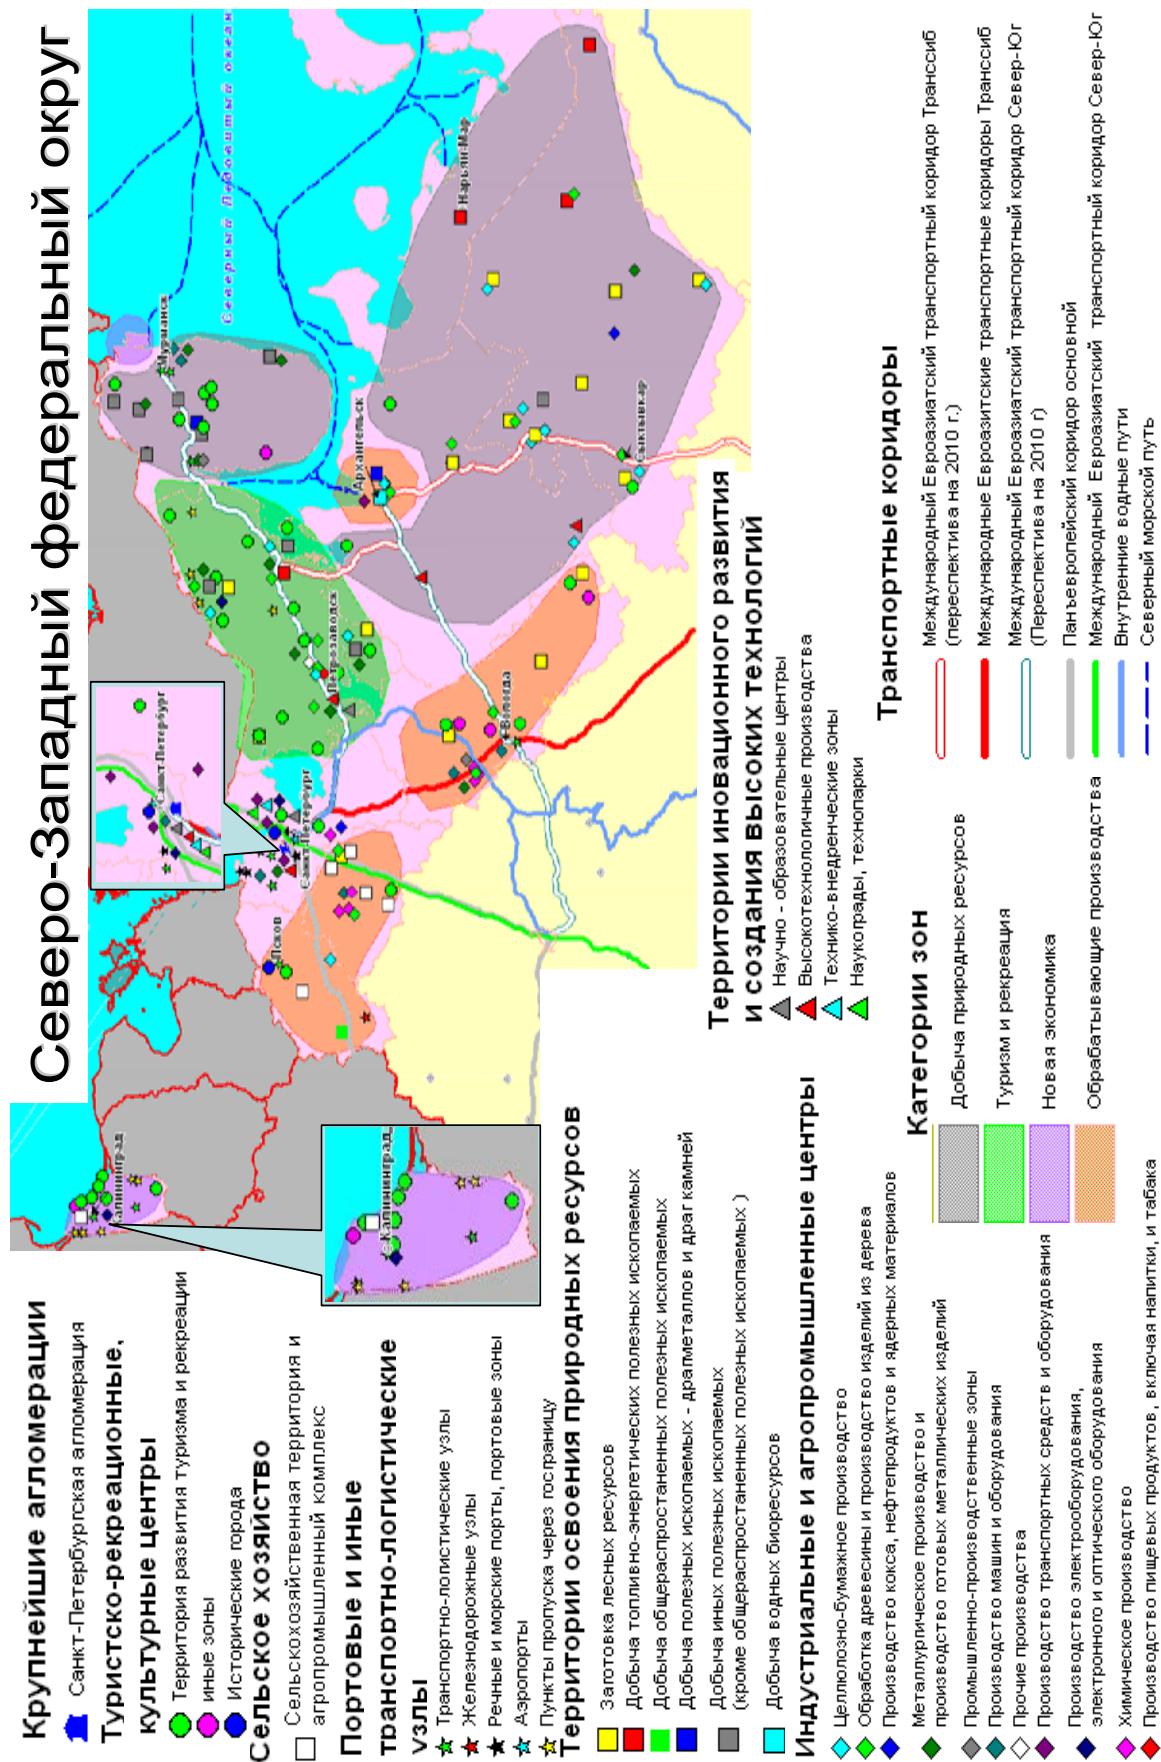 Северо-Западный федеральный округ
Северный Ледовитый океан
Мурманск
Нарьян-Мар
Архангельск
Сыктывкар
Петрозаводск
Санкт-Петербург
Санкт-Петербург
Вологда
Псков
Калининград
Калининград
Крупнейшие агломерации
Санкт-Петербургская агломерация
Туристско-рекреационные,
культурные центры
Территория развития туризма и рекреации
иные зоны
Исторические города
Сельское хозяйство
Сельскохозяйственная территория и
агропромышленный комплекс
Портовые и иные
транспортно-логистические
узлы
Транспортно-логистические узлы
Железнодорожные узлы
Речные и морские порты, портовые зоны
Аэропорты
Пункты пропуска через госграницу
Территории освоения природных ресурсов
Заготовка лесных ресурсов
Добыча топливно-энергетических полезных ископаемых
Добыча общераспростаненных полезных ископаемых
Добыча полезных ископаемых - драгметаллов и драг камней
Добыча иных полезных ископаемых
(кроме общераспростаненных полезных ископаемых )
Добыча водных биоресурсов
Индустриальные и агропромышленные центры
Целлюлозно-бумажное производство
Обработка древесины и производство изделий из дерева
Производство кокса, нефтепродуктов и ядерных материалов
Металлургическое производство и
производство готовых металлических изделий
Промышленно-производственные зоны
Производство машин и оборудования
Прочие производства
Производство транспортных средств и оборудования
Производство электрооборудования,
электронного и оптического оборудования
Химическое производство
Производство пищевых продуктов, включая напитки, и табака
Территории иновационного развития
и создания высоких технологий
Научно - образовательные центры
Высокотехнологичные производства
Технико-внедренческие зоны
Наукограды, технопарки
Категории зон
Добыча природных ресурсов
Туризм и рекреация
Новая экономика
Обрабатывающие производства
Транспортные коридоры
Международный Евроазиатский транспортный коридор Транссиб
(переспектива на 2010 г.)
Международные Евроазитские транспортные коридоры Транссиб
Международный Евроазиатский транспортный коридор Север-Юг
(Переспектива на 2010 г)
Панъевропейский коридор основной
Международный Евроазиатский транспортный коридор Север-Юг
Внутренние водные пути
Северный морской путь